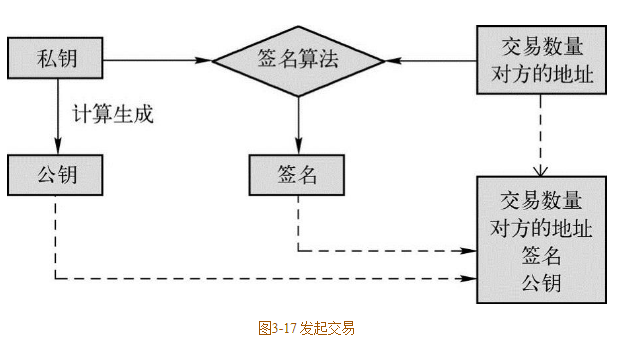 私钥
签名算法
交易数量
对方的地址
计算生成
公钥
签名
交易数量
对方的地址
签名
公钥
图3-17 发起交易